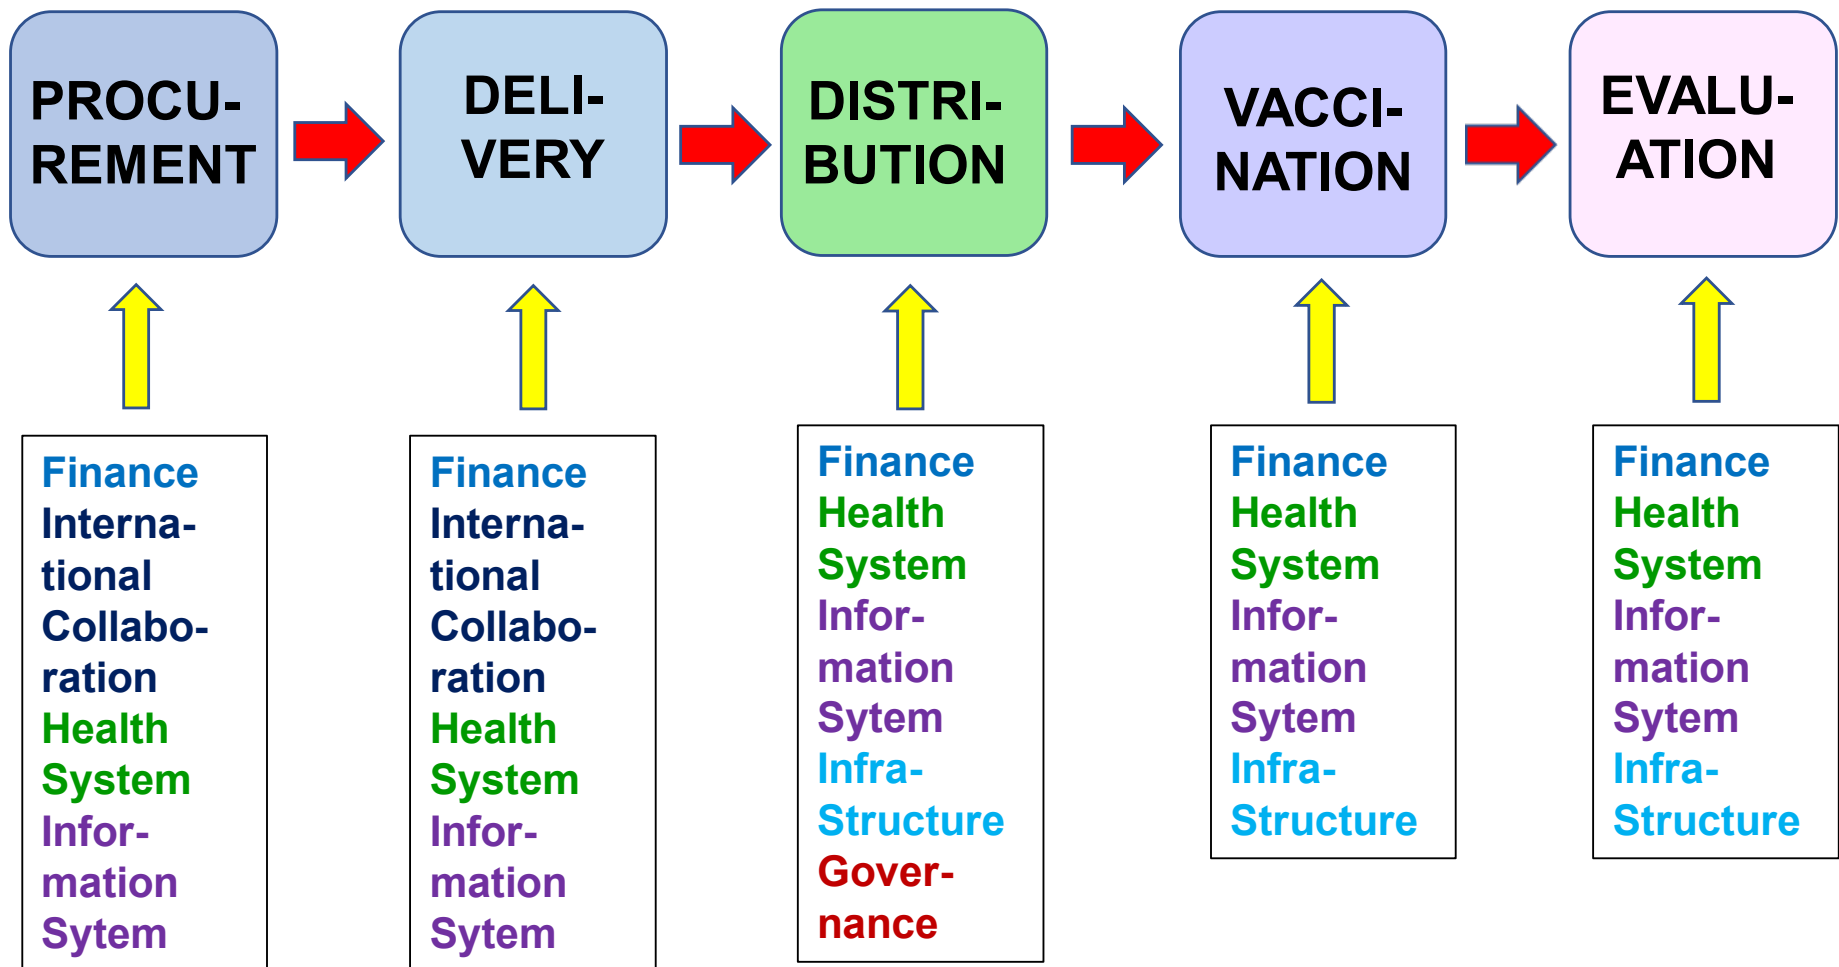 PROCU-
REMENT
DELI-
VERY
DISTRI-
BUTION
VACCI-
NATION
EVALU-
ATION
Finance
Interna-
tional
Collabo-
ration
Health
System
Infor-
mation
Sytem
Finance
Interna-
tional
Collabo-
ration
Health
System
Infor-
mation
Sytem
Finance
Health
System
Infor-
mation
Sytem
Infra-
Structure
Gover-
nance
Finance
Health
System
Infor-
mation
Sytem
Infra-
Structure
Finance
Health
System
Infor-
mation
Sytem
Infra-
Structure